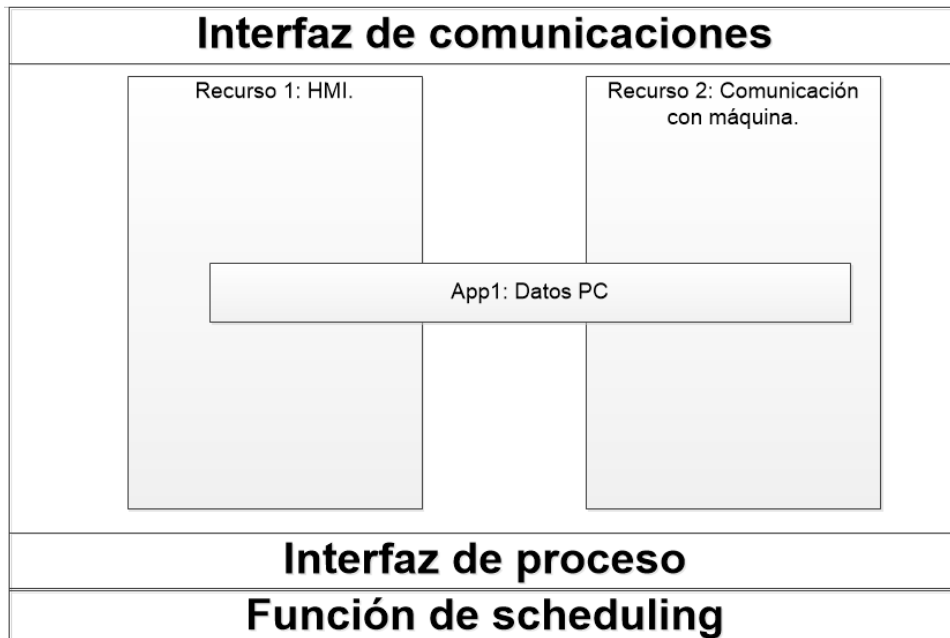 Interfaz de comunicaciones
Recurso 1: HMI.
Recurso 2: Comunicación
con máquina.
App1: Datos PC
Interfaz de proceso
Función de scheduling